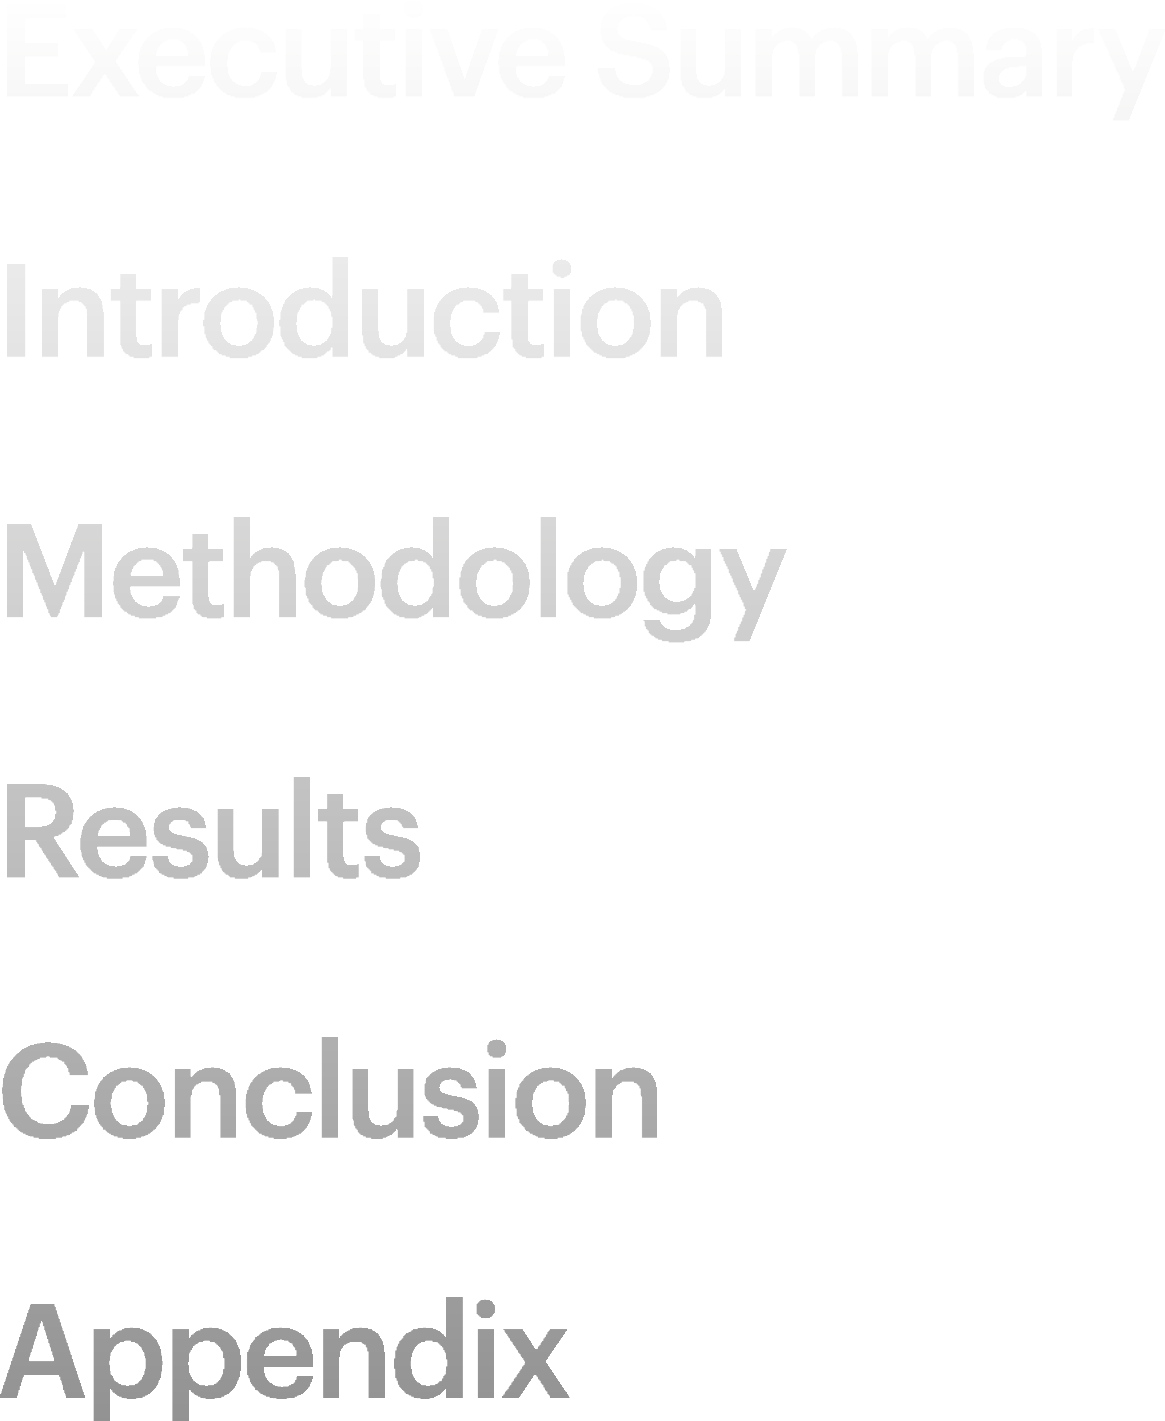 Executive Summary
Introduction
Methodology
Results
Conclusion
Appendix